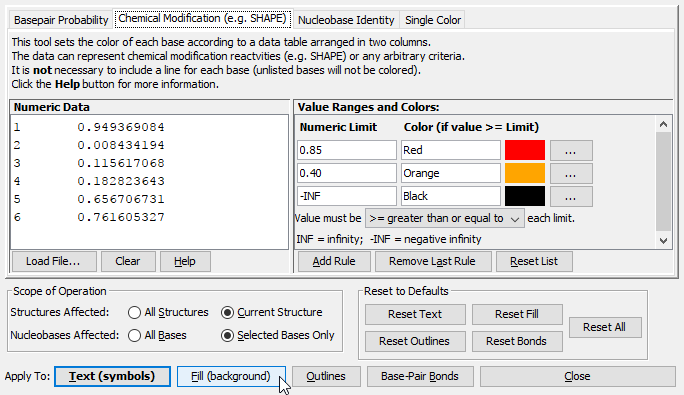 Basepair Probability Chemical Modification (e.g. SHAPE) Nucleobase Identity Single Color
This tool sets the color of each base according to a data table arranged in two columns.
The data can represent chemical modification reactvities (e.g. SHAPE) or any arbitrary criteria.
It is not necessary to include a line for each base (unlisted bases will not be colored).
Click the Help button for more information.
Numeric Data
1 0.949369084
2 0.008434194
3 0.115617068
4 0.182823643
5 0.656706731
6 0.761605327
Load File... Clear Help
Value Ranges and Colors:
Numeric Limit Color (if value >= Limit)
0.85 Red ...
0.40 Orange ...
-INF Black ...
Value must be >= greater than or equal to each limit.
INF = infinity; -INF = negative infinity
Add Rule Remove Last Rule Reset List
Scope of Operation
Structures Affected: All Structures Current Structure
Nucleobases Affected: All Bases Selected Bases Only
Reset to Defaults
Reset Text Reset Fill Reset All
Reset Outlines Reset Bonds
Apply To: Text (symbols) Fill (background) Outlines Base-Pair Bonds Close